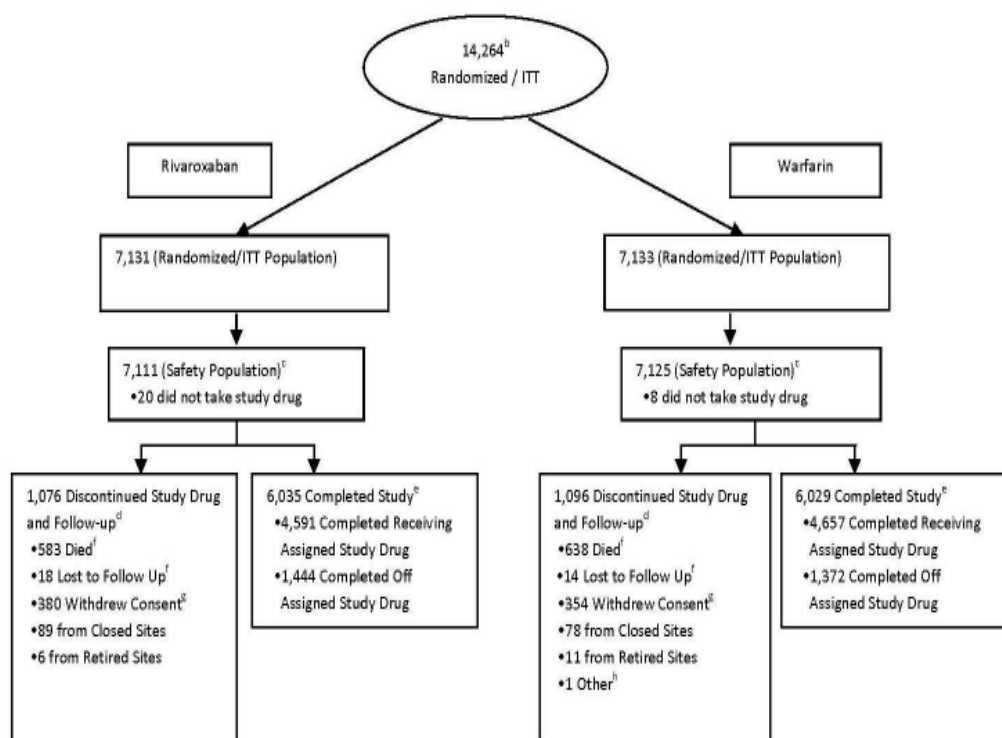 14,264b
Randomized / ITT
Rivaroxaban
Warfarin
7,131 (Randomized/ITT Population)
7,133 (Randomized/ITT Population)
7,111 (Safety Population)c
•20 did not take study drug
7,125 (Safety Population)c
•8 did not take study drug
1,076 Discontinued Study Drug
and Follow-upd
•583 Diedf
•18 Lost to Follow Upf
•380 Withdrew Consentg
•89 from Closed Sites
•6 from Retired Sites
6,035 Completed Studye
•4,591 Completed Receiving
Assigned Study Drug
•1,444 Completed Off
Assigned Study Drug
1,096 Discontinued Study Drug
and Follow-upd
•638 Diedf
•14 Lost to Follow Upf
•354 Withdrew Consentg
•78 from Closed Sites
•11 from Retired Sites
•1 Otherh
6,029 Completed Studye
•4,657 Completed Receiving
Assigned Study Drug
•1,372 Completed Off
Assigned Study Drug